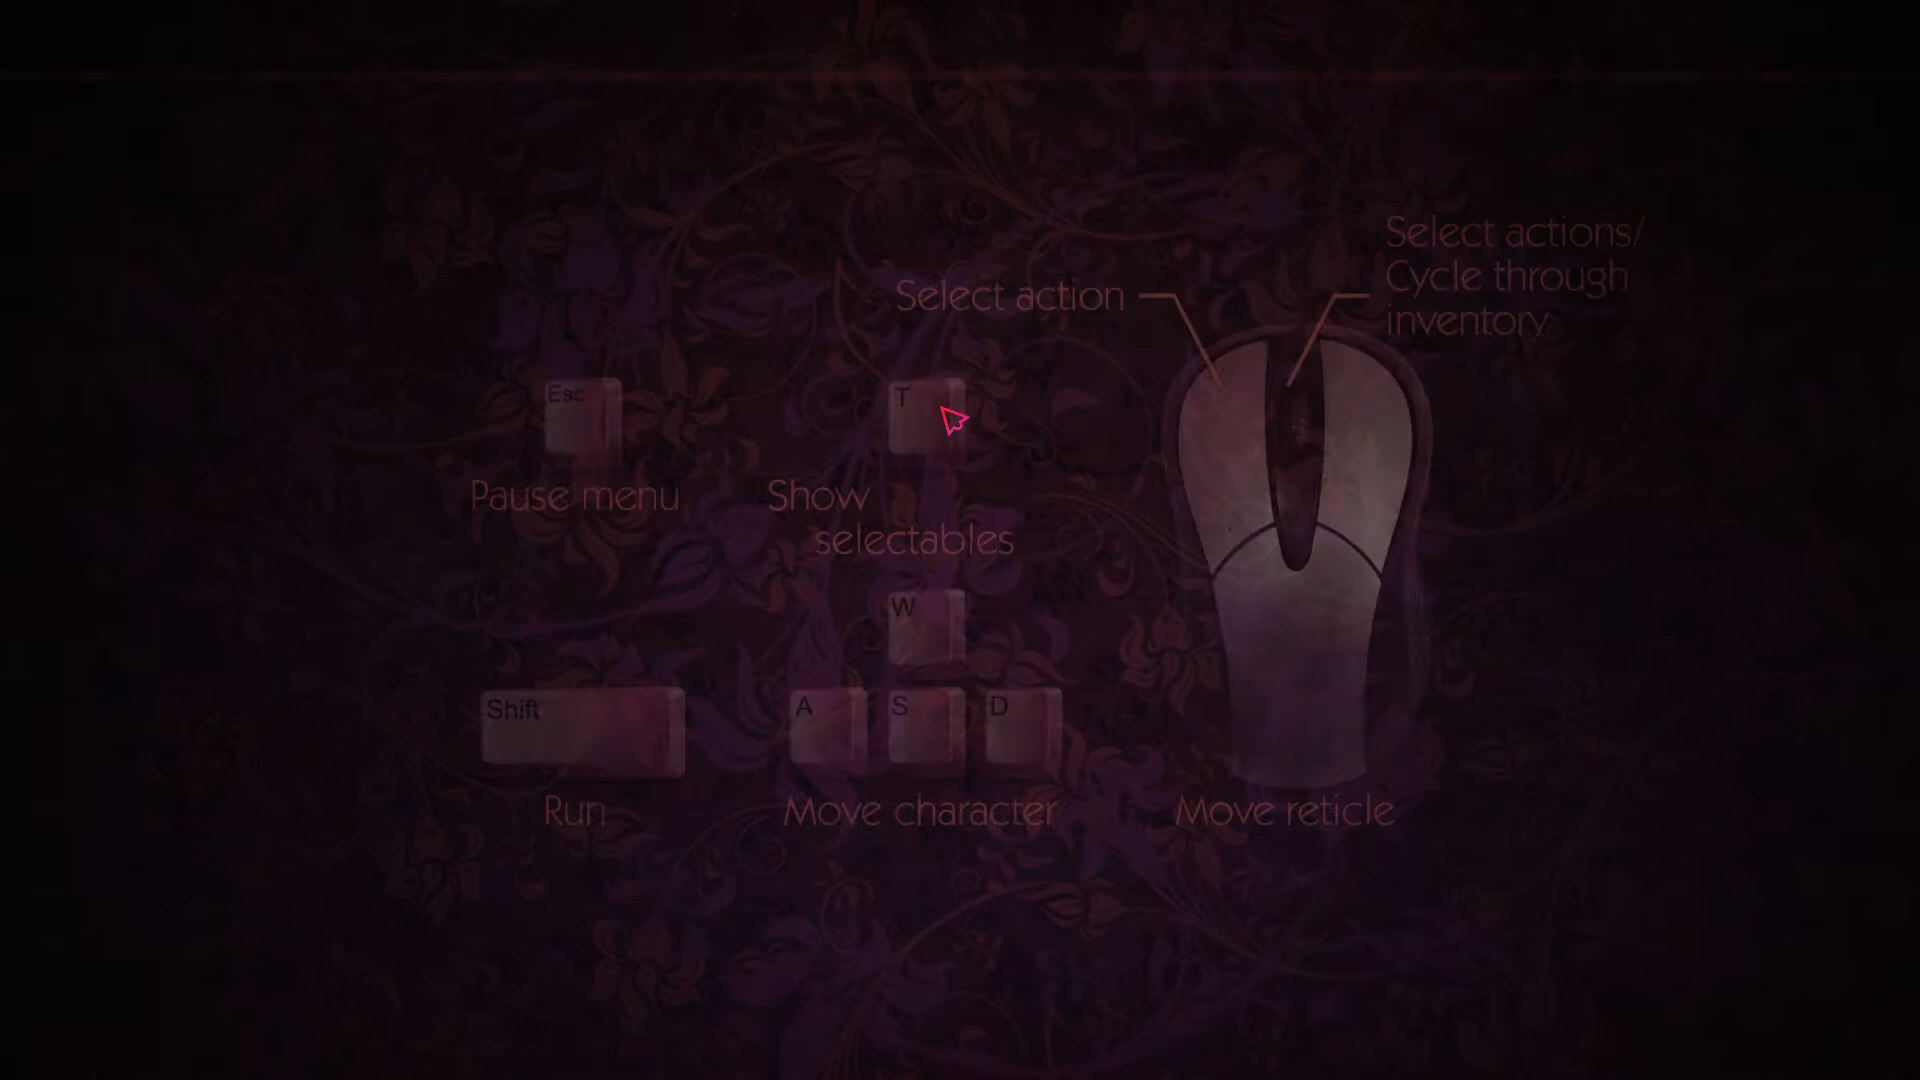 Select actions/
Cycle through
inventory
Select action
Esc
T
Pause menu
Show
selectables
W
Shift
A S D
Run
Move character
Move reticle